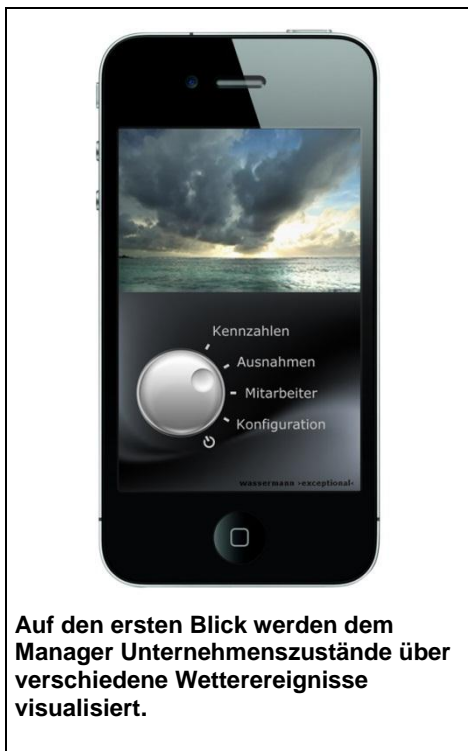 Kennzahlen
Ausnahmen
Mitarbeiter
Konfiguration
wassermann »exceptional«
Auf den ersten Blick werden dem
Manager Unternehmenszustände über
verschiedene Wetterereignisse
visualisiert.